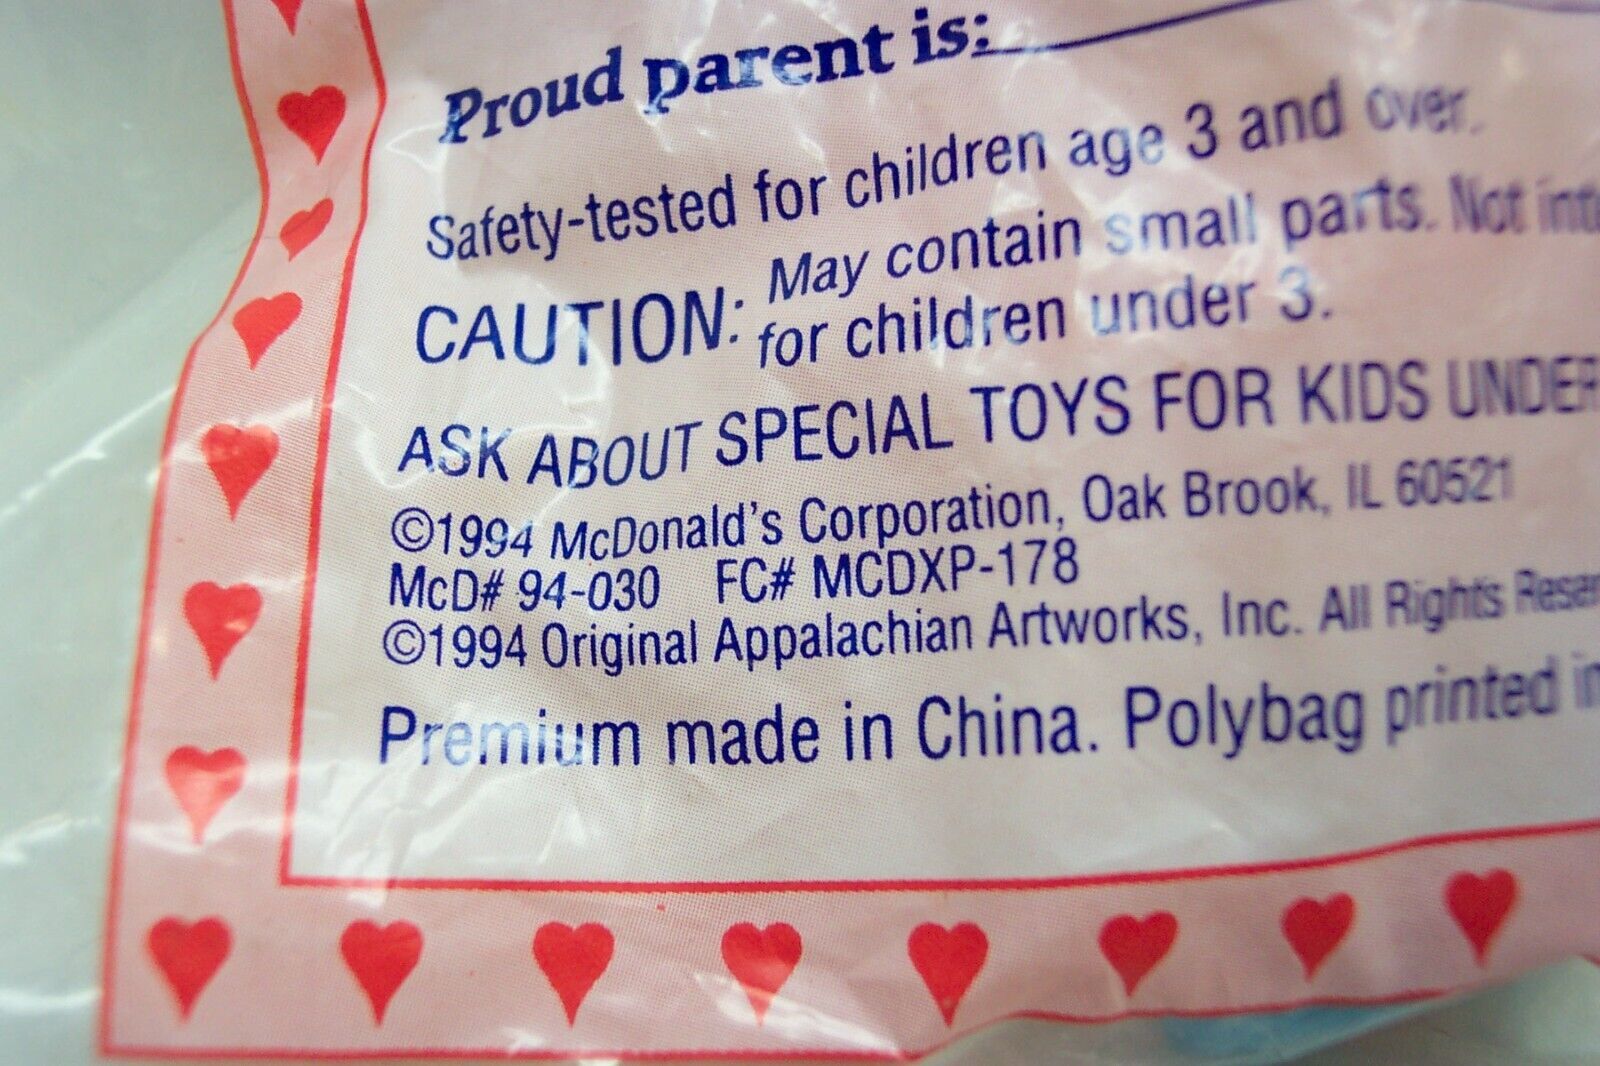 Proud parent is:
Safety-tested for children age 3 and over.
CAUTION: May contain small parts. Not
for children under 3.
ASK ABOUT SPECIAL TOYS FOR KIDS UNDER
©1994 McDonald's Corporation, Oak Brook, IL 60521
McD# 94-030 FC# MCDXP-178
©1994 Original Appalachian Artworks, Inc. All Rights
Premium made in China. Polybag printed in